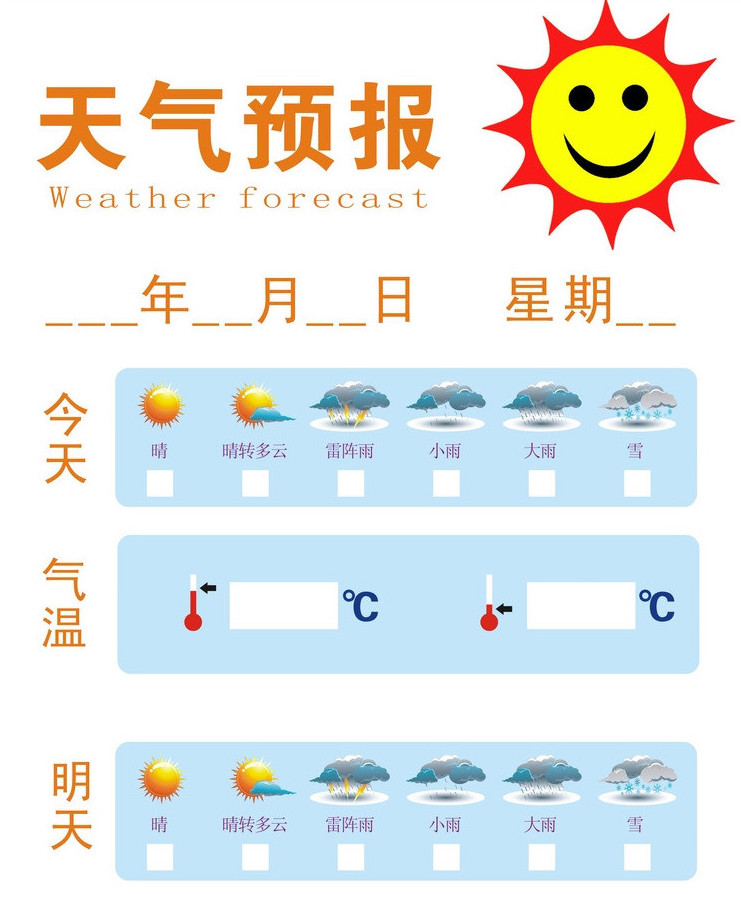 天气预报
Weather forecast
___年__月__日 星期__
今天
晴 晴转多云 雷阵雨 小雨 大雨 雪
气温
℃ ℃
明天
晴 晴转多云 雷阵雨 小雨 大雨 雪